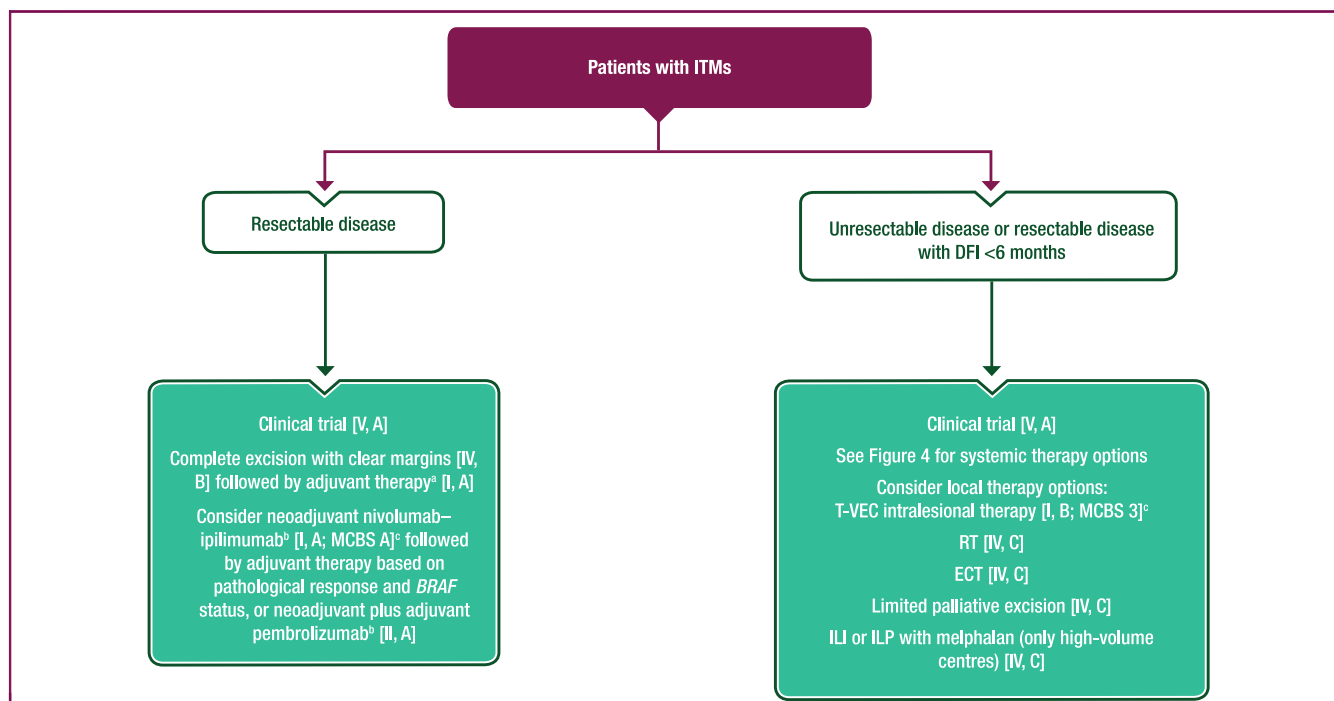 Patients with ITMs
Resectable disease
Unresectable disease or resectable disease
with DFI <6 months
Clinical trial [V, A]
Complete excision with clear margins [IV,
B] followed by adjuvant therapyᵃ [I, A]
Consider neoadjuvant nivolumab–
ipilimumabᵇ [I, A; MCBS A]ᶜ followed
by adjuvant therapy based on
pathological response and BRAF
status, or neoadjuvant plus adjuvant
pembrolizumabᵇ [II, A]
Clinical trial [V, A]
See Figure 4 for systemic therapy options
Consider local therapy options:
T-VEC intralesional therapy [I, B; MCBS 3]ᶜ
RT [IV, C]
ECT [IV, C]
Limited palliative excision [IV, C]
ILI or ILP with melphalan (only high-volume
centres) [IV, C]